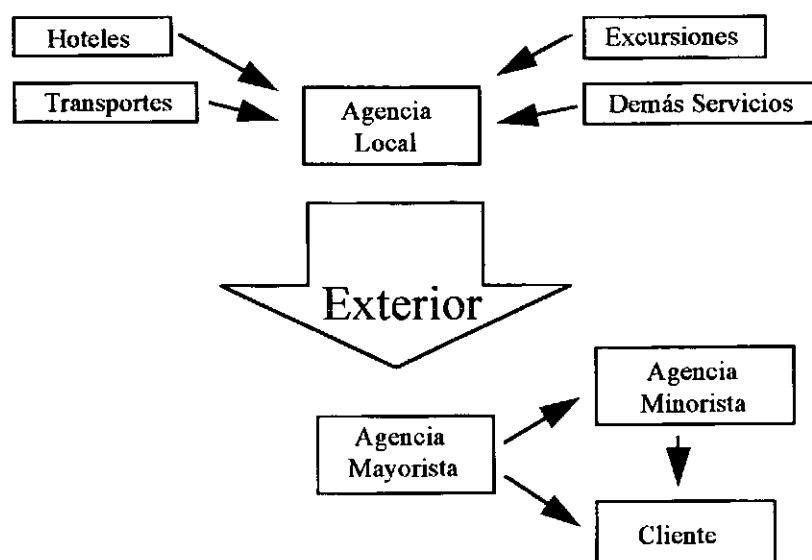 Hoteles
Excursiones
Transportes
Demás Servicios
Agencia
Local
Exterior
Agencia
Minorista
Agencia
Mayorista
Cliente